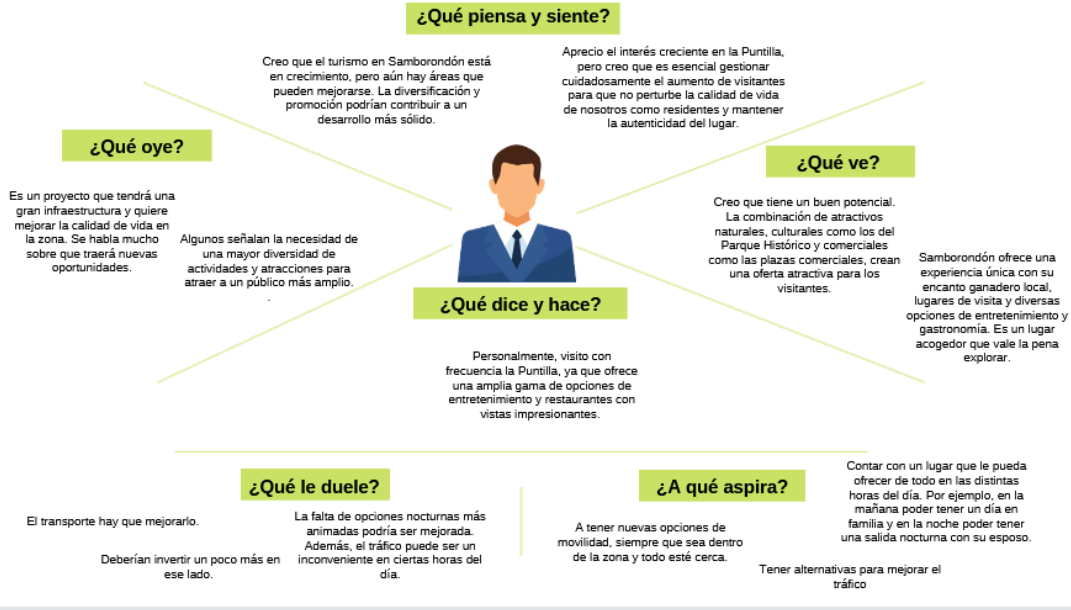 ¿Qué piensa y siente?
Creo que el turismo en Samborondón está
en crecimiento, pero aún hay áreas que
pueden mejorarse. La diversificación y
promoción podrían contribuir a un
desarrollo más sólido.
Aprecio el interés creciente en la Puntilla,
pero creo que es esencial gestionar
cuidadosamente el aumento de visitantes
para que no perturbe la calidad de vida
de nosotros como residentes y mantener
la autenticidad del lugar.
¿Qué oye?
Es un proyecto que tendrá una
gran infraestructura y quiere
mejorar la calidad de vida en
la zona. Se habla mucho
sobre que traerá nuevas
oportunidades.
Algunos señalan la necesidad de
una mayor diversidad de
actividades y atracciones para
atraer a un público más amplio.
.
¿Qué ve?
Creo que tiene un buen potencial.
La combinación de atractivos
naturales, culturales como los del
Parque Histórico y comerciales
como las plazas comerciales, crean
una oferta atractiva para los
visitantes.
Samborondón ofrece una
experiencia única con su
encanto ganadero local,
lugares de visita y diversas
opciones de entretenimiento y
gastronomía. Es un lugar
acogedor que vale la pena
explorar.
¿Qué dice y hace?
Personalmente, visito con
frecuencia la Puntilla, ya que ofrece
una amplia gama de opciones de
entretenimiento y restaurantes con
vistas impresionantes.
¿Qué le duele?
El transporte hay que mejorarlo.
Deberían invertir un poco más en
ese lado.
La falta de opciones nocturnas más
animadas podría ser mejorada.
Además, el tráfico puede ser un
inconveniente en ciertas horas del
día.
¿A qué aspira?
A tener nuevas opciones de
movilidad, siempre que sea dentro
de la zona y todo esté cerca.
Contar con un lugar que le pueda
ofrecer de todo en las distintas
horas del día. Por ejemplo, en la
mañana poder tener un día en
familia y en la noche poder tener
una salida nocturna con su esposo.
Tener alternativas para mejorar el
tráfico